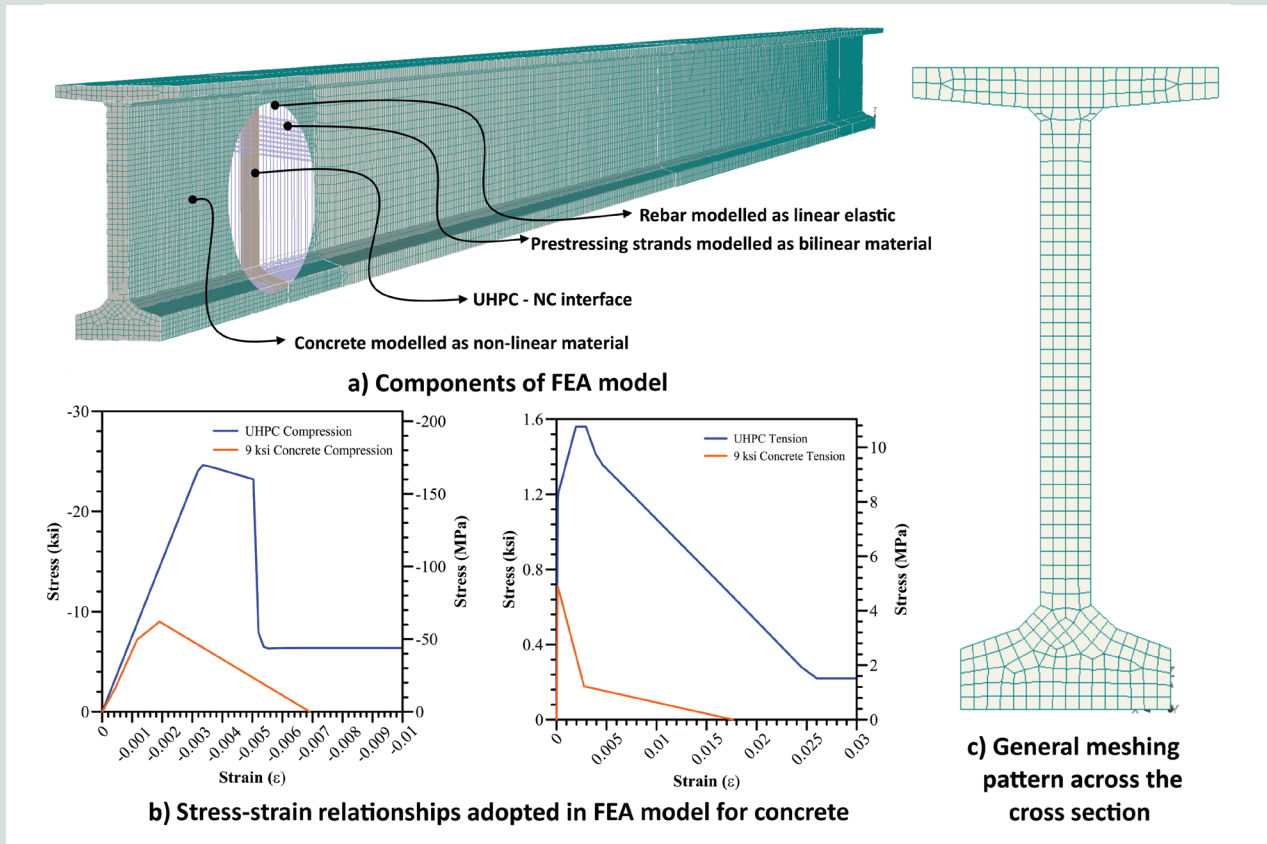 Rebar modelled as linear elastic
Prestressing strands modelled as bilinear material
UHPC - NC interface
Concrete modelled as non-linear material
a) Components of FEA model
-30
-20
-10
0
Stress (ksi)
UHPC Compression
9 ksi Concrete Compression
-200
-150
-100
-50
0
Stress (MPa)
0
-0.001
-0.002
-0.003
-0.004
-0.005
-0.006
-0.007
-0.008
-0.009
-0.01
Strain (ε)
1.6
1.2
0.8
0.4
0
Stress (ksi)
UHPC Tension
9 ksi Concrete Tension
10
8
6
4
2
0
Stress (MPa)
0
0.005
0.01
0.015
0.02
0.025
0.03
Strain (ε)
b) Stress-strain relationships adopted in FEA model for concrete
c) General meshing
pattern across the
cross section